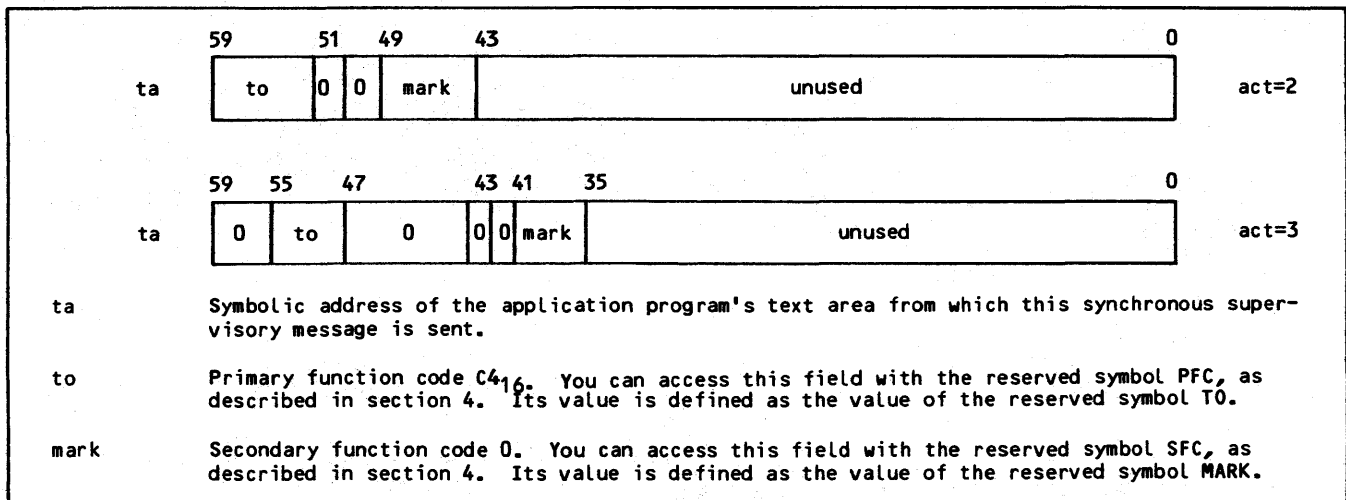 59 51 49 43 0
ta to 0 0 mark unused act=2
59 55 47 43 41 35 0
ta 0 to 0 0 0 mark unused act=3
ta Symbolic address of the application program's text area from which this synchronous super-
visory message is sent.
to Primary function code C4₁₆. You can access this field with the reserved symbol PFC, as
described in section 4. Its value is defined as the value of the reserved symbol TO.
mark Secondary function code 0. You can access this field with the reserved symbol SFC, as
described in section 4. Its value is defined as the value of the reserved symbol MARK.